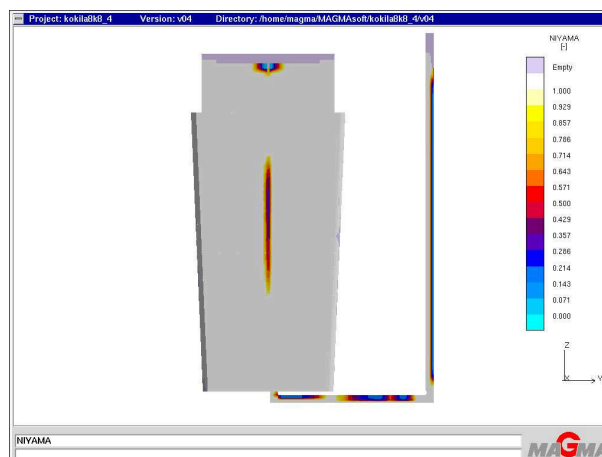 Project: kokila8k8_4 Version: v04 Directory: /home/magma/MAGMAsoft/kokila8k8_4/v04
NIYAMA
[-]
Empty
1.000
0.929
0.857
0.786
0.714
0.643
0.571
0.500
0.429
0.357
0.286
0.214
0.143
0.071
0.000
Z
X Y
NIYAMA
MAGMA